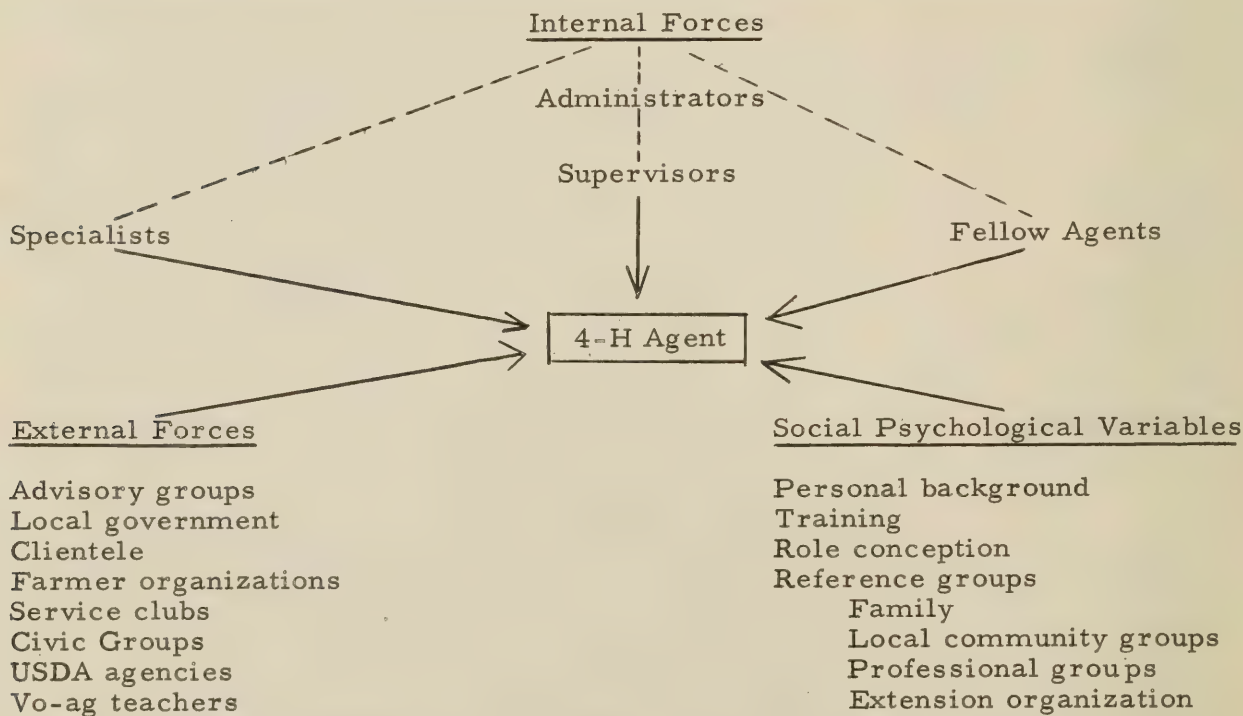 Internal Forces
Administrators
Supervisors
Specialists
Fellow Agents
4-H Agent
External Forces
Advisory groups
Local government
Clientele
Farmer organizations
Service clubs
Civic Groups
USDA agencies
Vo-ag teachers
Social Psychological Variables
Personal background
Training
Role conception
Reference groups
Family
Local community groups
Professional groups
Extension organization